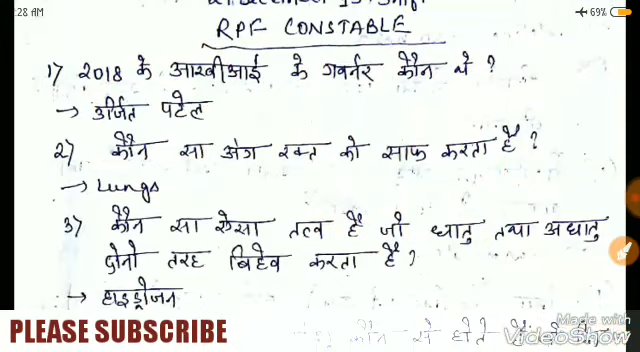 :28 AM
69%
RPF CONSTABLE
1) 2018 के आरबीआई के गवर्नर कौन थे ?
→ उर्जित पटेल
2) कौन सा अंग रक्त को साफ करता है ?
→ Lungs
3) कौन सा ऐसा तत्व है जो धातु तथा अधातु
दोनो तरह बिहेव करता है ?
→ हाइड्रोजन
PLEASE SUBSCRIBE
कौन से होते है
Made with
VideoShow